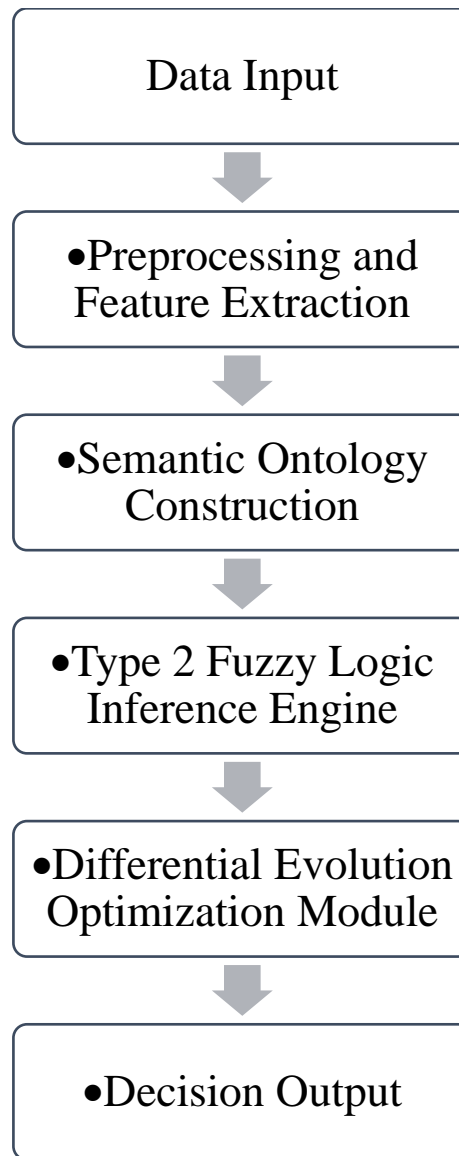 Data Input
•Preprocessing and
Feature Extraction
•Semantic Ontology
Construction
•Type 2 Fuzzy Logic
Inference Engine
•Differential Evolution
Optimization Module
•Decision Output